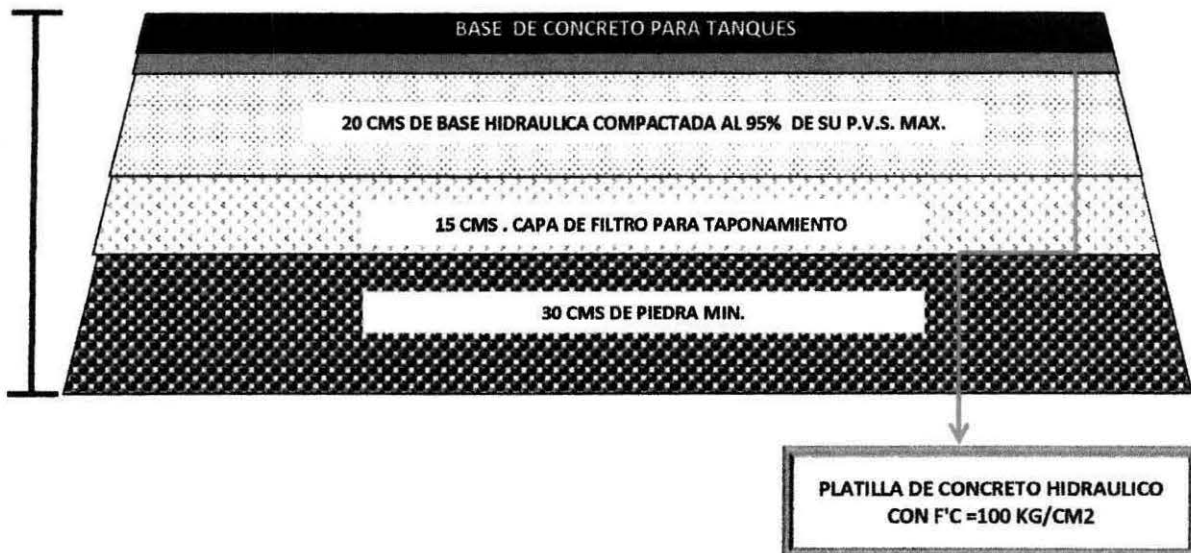 BASE DE CONCRETO PARA TANQUES
20 CMS DE BASE HIDRAULICA COMPACTADA AL 95% DE SU P.V.S. MAX.
15 CMS . CAPA DE FILTRO PARA TAPONAMIENTO
30 CMS DE PIEDRA MIN.
PLATILLA DE CONCRETO HIDRAULICO
CON F'C =100 KG/CM2